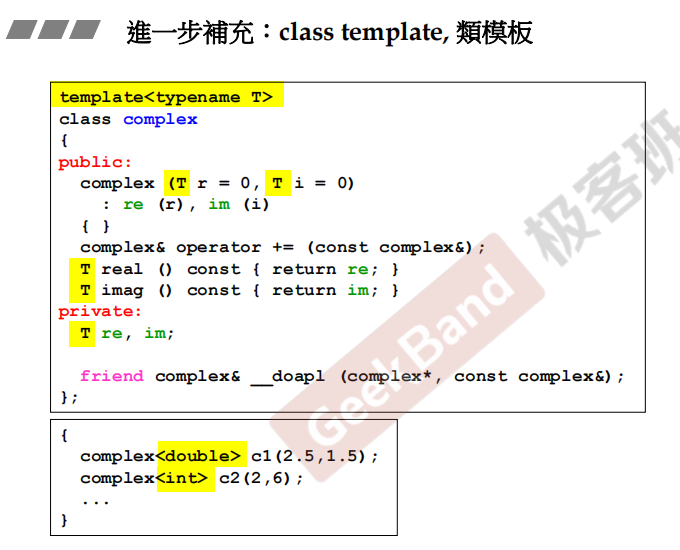 進一步補充：class template, 類模板
template<typename T>
class complex
{
public:
  complex (T r = 0, T i = 0)
    : re (r), im (i)
  { }
  complex& operator += (const complex&);
  T real () const { return re; }
  T imag () const { return im; }
private:
  T re, im;
  friend complex& __doapl (complex*, const complex&);
};
{
  complex<double> c1(2.5,1.5);
  complex<int> c2(2,6);
  ...
}
GeekBand 极客班